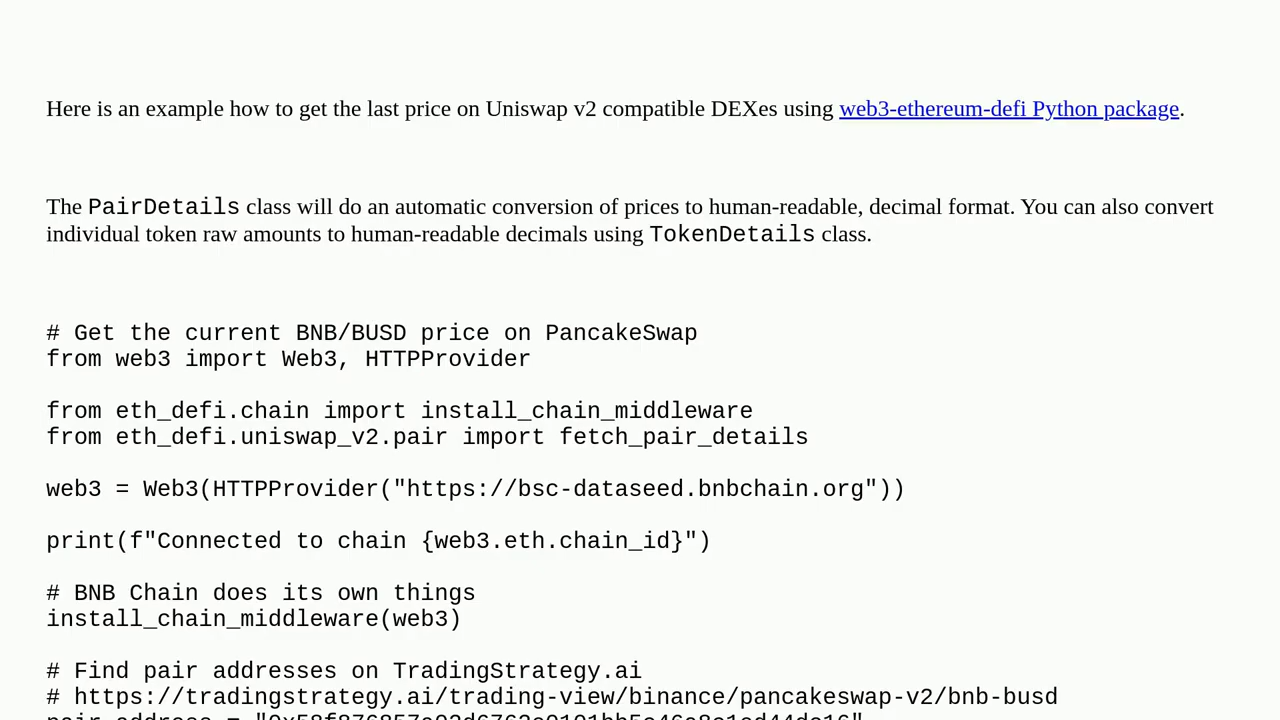 Here is an example how to get the last price on Uniswap v2 compatible DEXes using web3-ethereum-defi Python package.
The PairDetails class will do an automatic conversion of prices to human-readable, decimal format. You can also convert
individual token raw amounts to human-readable decimals using TokenDetails class.
# Get the current BNB/BUSD price on PancakeSwap
from web3 import Web3, HTTPProvider
from eth_defi.chain import install_chain_middleware
from eth_defi.uniswap_v2.pair import fetch_pair_details
web3 = Web3(HTTPProvider("https://bsc-dataseed.bnbchain.org"))
print(f"Connected to chain {web3.eth.chain_id}")
# BNB Chain does its own things
install_chain_middleware(web3)
# Find pair addresses on TradingStrategy.ai
# https://tradingstrategy.ai/trading-view/binance/pancakeswap-v2/bnb-busd